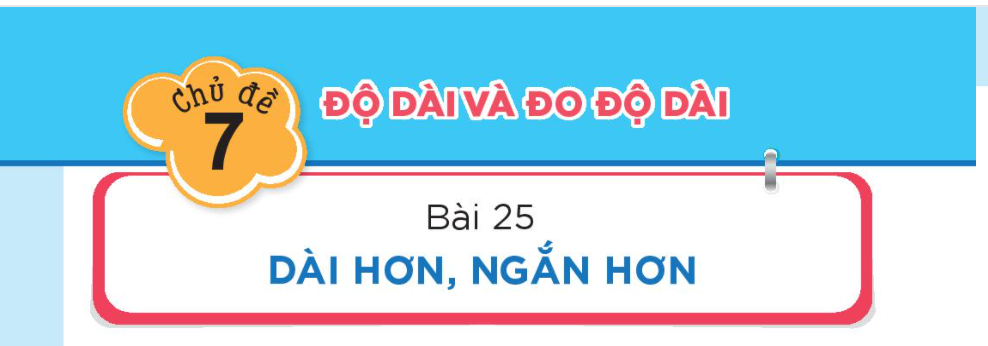 Chủ đề
7
ĐỘ DÀI VÀ ĐO ĐỘ DÀI
Bài 25
DÀI HƠN, NGẮN HƠN